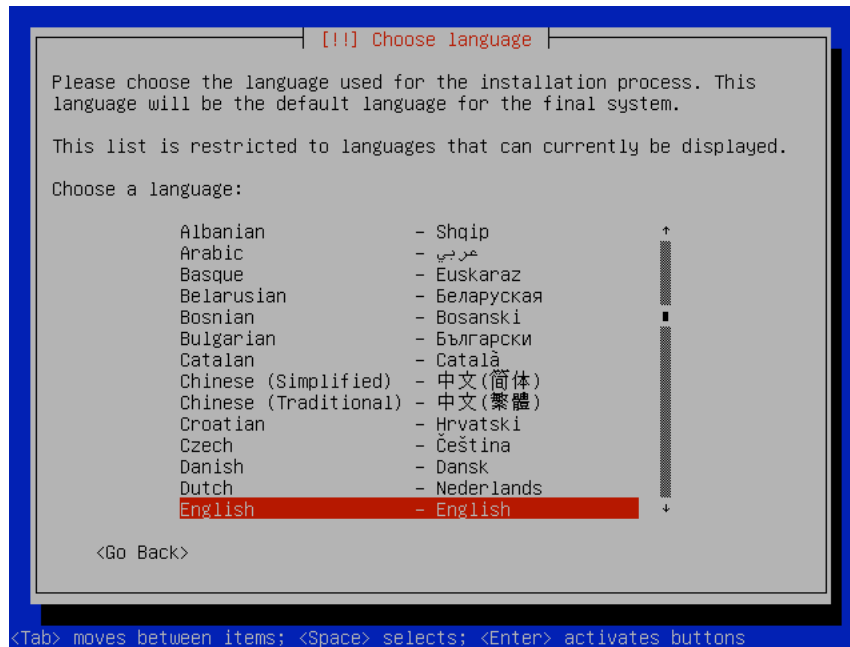 [!!] Choose language
Please choose the language used for the installation process. This
language will be the default language for the final system.
This list is restricted to languages that can currently be displayed.
Choose a language:
Albanian - Shqip
Arabic - عربي
Basque - Euskaraz
Belarusian - Беларуская
Bosnian - Bosanski
Bulgarian - Български
Catalan - Català
Chinese (Simplified) - 中文(简体)
Chinese (Traditional) - 中文(繁體)
Croatian - Hrvatski
Czech - Čeština
Danish - Dansk
Dutch - Nederlands
English - English
<Go Back>
<Tab> moves between items; <Space> selects; <Enter> activates buttons